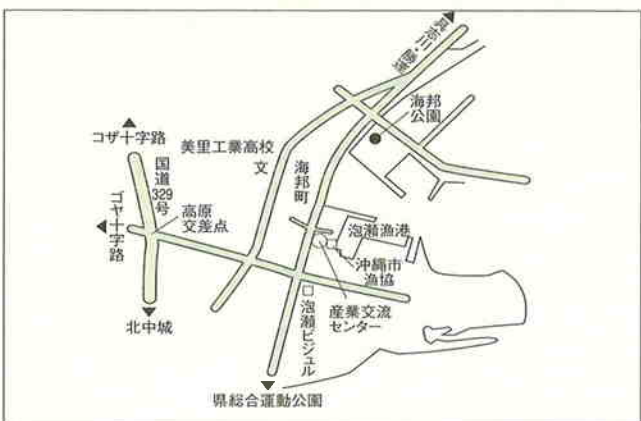 具志川・勝連
海邦
公園
コザ十字路
美里工業高校
文
国道
329号
海邦町
ゴヤ十字路
高原
交差点
泡瀬漁港
沖縄市
漁協
産業交流
センター
泡瀬ビジュル
北中城
県総合運動公園